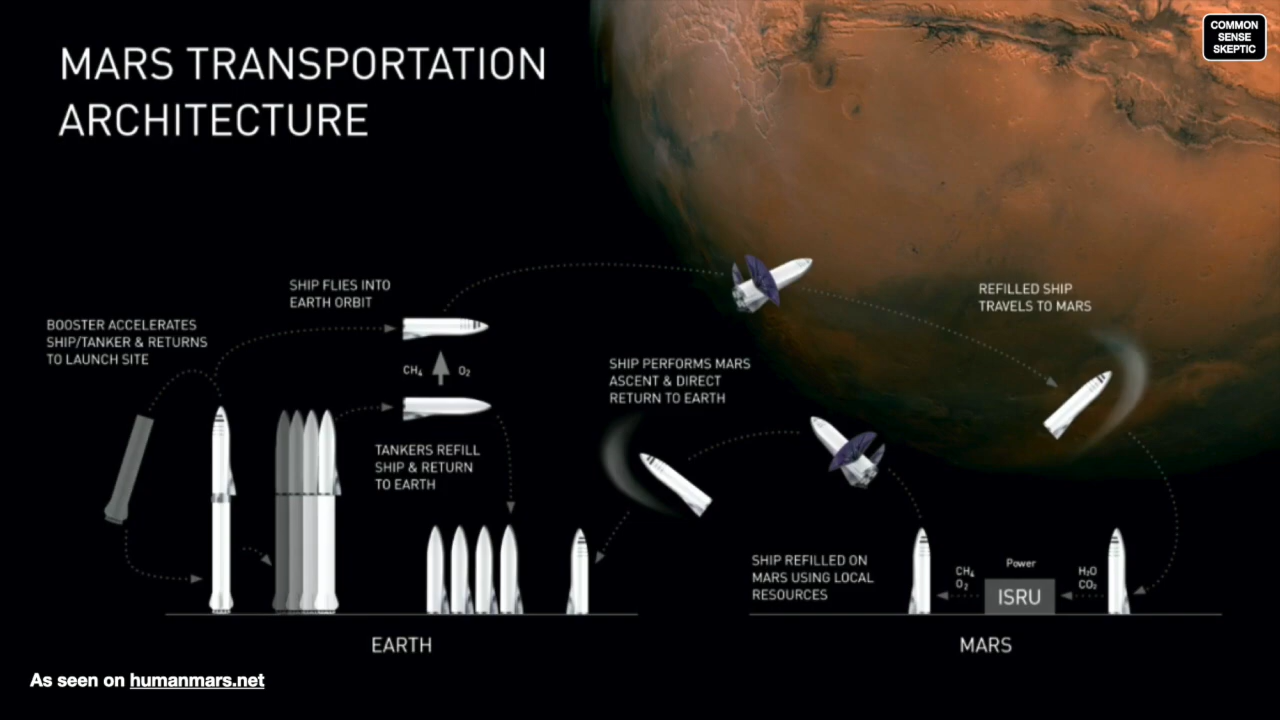 MARS TRANSPORTATION
ARCHITECTURE
COMMON
SENSE
SKEPTIC
SHIP FLIES INTO
EARTH ORBIT
BOOSTER ACCELERATES
SHIP/TANKER & RETURNS
TO LAUNCH SITE
CH₄ O₂
TANKERS REFILL
SHIP & RETURN
TO EARTH
SHIP PERFORMS MARS
ASCENT & DIRECT
RETURN TO EARTH
REFILLED SHIP
TRAVELS TO MARS
SHIP REFILLED ON
MARS USING LOCAL
RESOURCES
CH₄
O₂
Power
ISRU
H₂O
CO₂
EARTH
MARS
As seen on humanmars.net